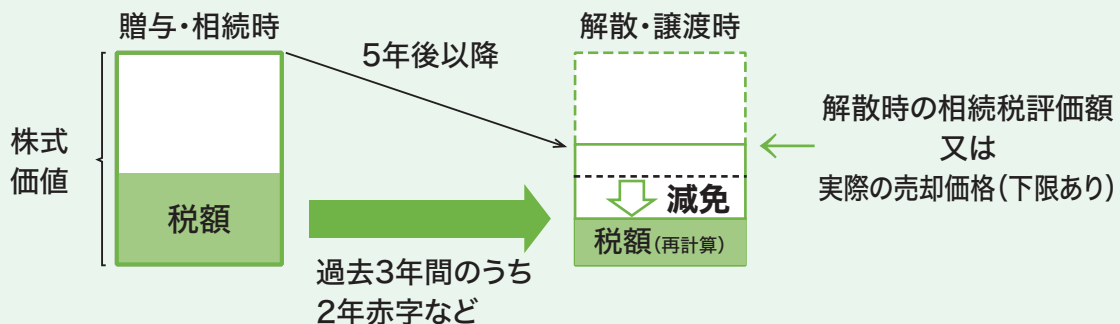 贈与・相続時
株式
価値
税額
5年後以降
過去3年間のうち
2年赤字など
解散・譲渡時
減免
税額(再計算)
解散時の相続税評価額
又は
実際の売却価格(下限あり)